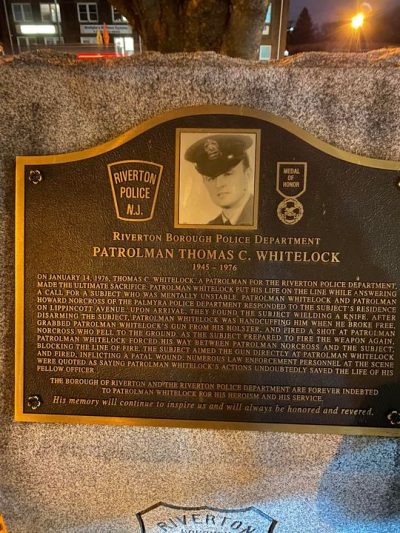 RIVERTON
POLICE
N.J.
MEDAL
OF
HONOR
RIVERTON BOROUGH POLICE DEPARTMENT
PATROLMAN THOMAS C. WHITELOCK
1945 - 1976
ON JANUARY 14, 1976, THOMAS C. WHITELOCK, A PATROLMAN FOR THE RIVERTON POLICE DEPARTMENT,
MADE THE ULTIMATE SACRIFICE. PATROLMAN WHITELOCK PUT HIS LIFE ON THE LINE WHILE ANSWERING
A CALL FOR A SUBJECT WHO WAS MENTALLY UNSTABLE. PATROLMAN WHITELOCK AND PATROLMAN
HOWARD NORCROSS OF THE PALMYRA POLICE DEPARTMENT RESPONDED TO THE SUBJECT'S RESIDENCE
ON LIPPINCOTT AVENUE. UPON ARRIVAL, THEY FOUND THE SUBJECT WIELDING A KNIFE. AFTER
DISARMING THE SUBJECT, PATROLMAN WHITELOCK WAS HANDCUFFING HIM WHEN HE BROKE FREE,
GRABBED PATROLMAN WHITELOCK'S GUN FROM HIS HOLSTER, AND FIRED A SHOT AT PATROLMAN
NORCROSS, WHO FELL TO THE GROUND. AS THE SUBJECT PREPARED TO FIRE THE WEAPON AGAIN,
PATROLMAN WHITELOCK FORCED HIS WAY BETWEEN PATROLMAN NORCROSS AND THE SUBJECT,
BLOCKING THE LINE OF FIRE. THE SUBJECT AIMED THE GUN DIRECTLY AT PATROLMAN WHITELOCK
AND FIRED, INFLICTING A FATAL WOUND. NUMEROUS LAW ENFORCEMENT PERSONNEL AT THE SCENE
WERE QUOTED AS SAYING PATROLMAN WHITELOCK'S ACTIONS UNDOUBTEDLY SAVED THE LIFE OF HIS
FELLOW OFFICER.
THE BOROUGH OF RIVERTON AND THE RIVERTON POLICE DEPARTMENT ARE FOREVER INDEBTED
TO PATROLMAN WHITELOCK FOR HIS HEROISM AND HIS SERVICE.
His memory will continue to inspire us and will always be honored and revered.
RIVERTON